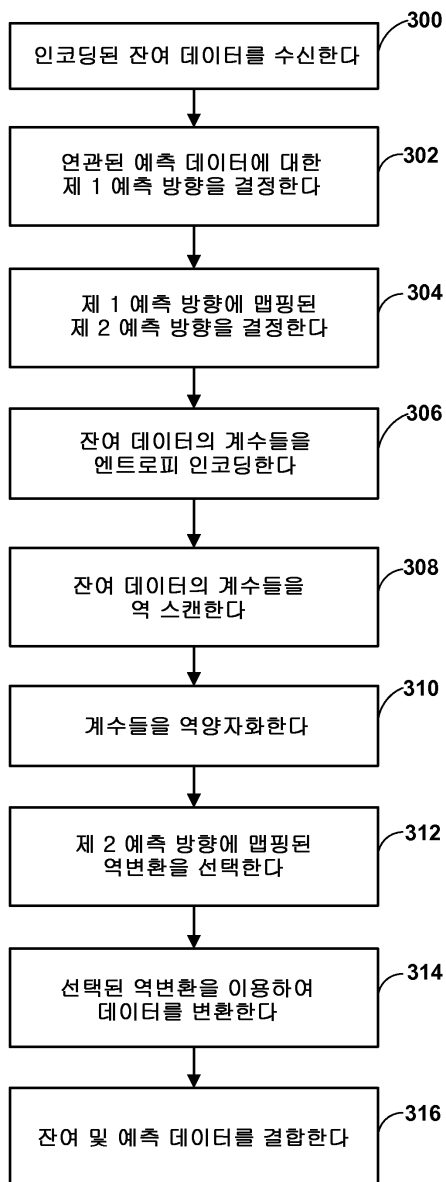 300
인코딩된 잔여 데이터를 수신한다
302
연관된 예측 데이터에 대한
제 1 예측 방향을 결정한다
304
제 1 예측 방향에 맵핑된
제 2 예측 방향을 결정한다
306
잔여 데이터의 계수들을
엔트로피 인코딩한다
308
잔여 데이터의 계수들을
역 스캔한다
310
계수들을 역양자화한다
312
제 2 예측 방향에 맵핑된
역변환을 선택한다
314
선택된 역변환을 이용하여
데이터를 변환한다
316
잔여 및 예측 데이터를 결합한다